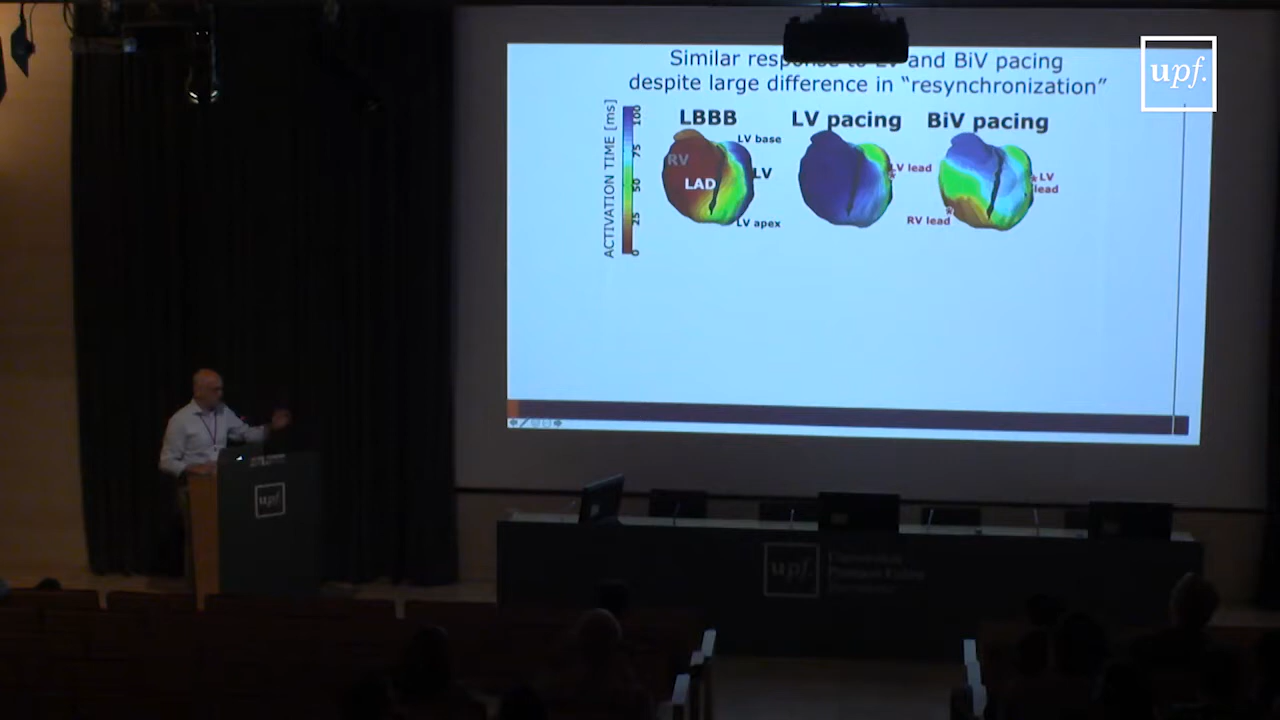 Similar response to LV and BiV pacing
despite large difference in “resynchronization”
ACTIVATION TIME [ms]
100
75
50
25
0
LBBB
RV
LAD
LV base
LV
LV apex
LV pacing
LV lead
BiV pacing
LV
lead
RV lead
upf.
upf.
upf.